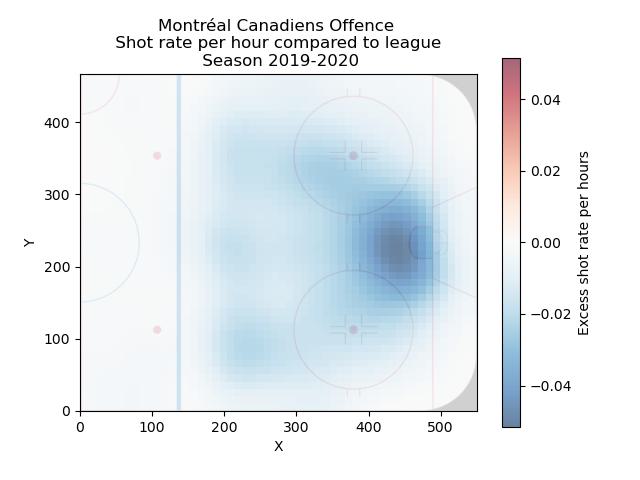 Montréal Canadiens Offence
Shot rate per hour compared to league
Season 2019-2020
400
300
200
100
0
Y
0 100 200 300 400 500
X
0.04
0.02
0.00
−0.02
−0.04
Excess shot rate per hours